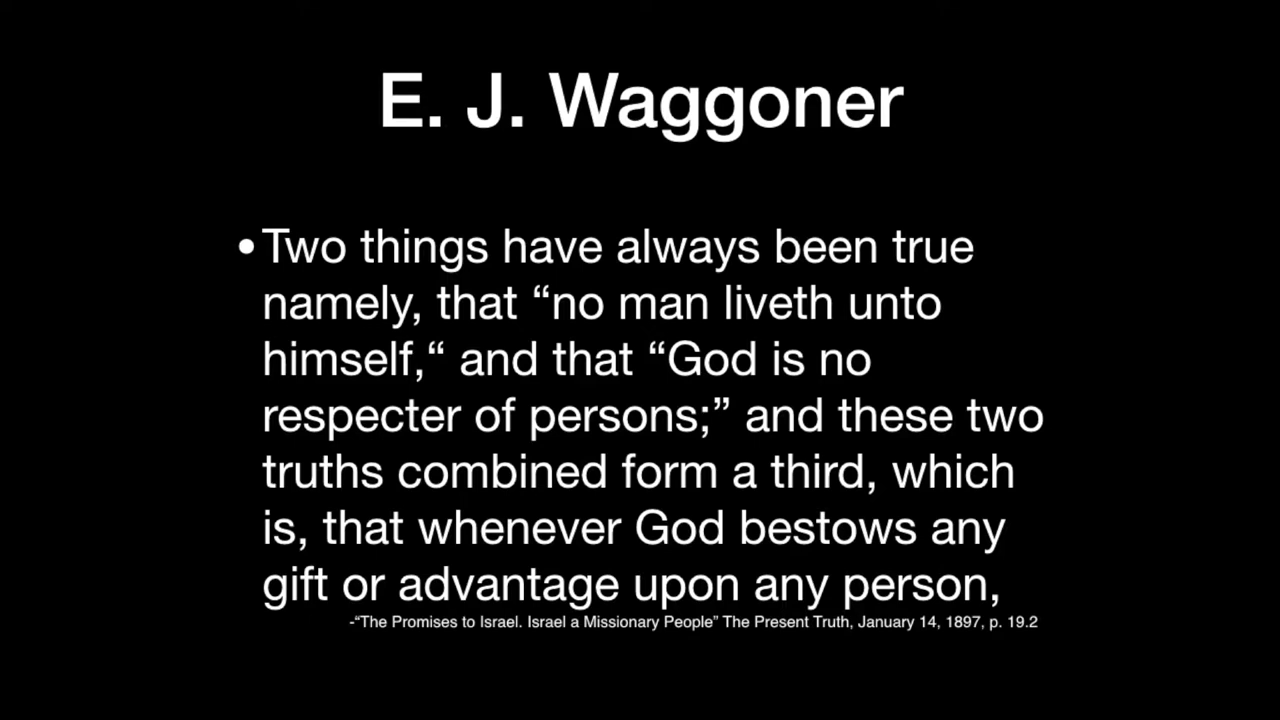 E. J. Waggoner
•Two things have always been true
namely, that “no man liveth unto
himself,“ and that “God is no
respecter of persons;” and these two
truths combined form a third, which
is, that whenever God bestows any
gift or advantage upon any person,
-“The Promises to Israel. Israel a Missionary People” The Present Truth, January 14, 1897, p. 19.2